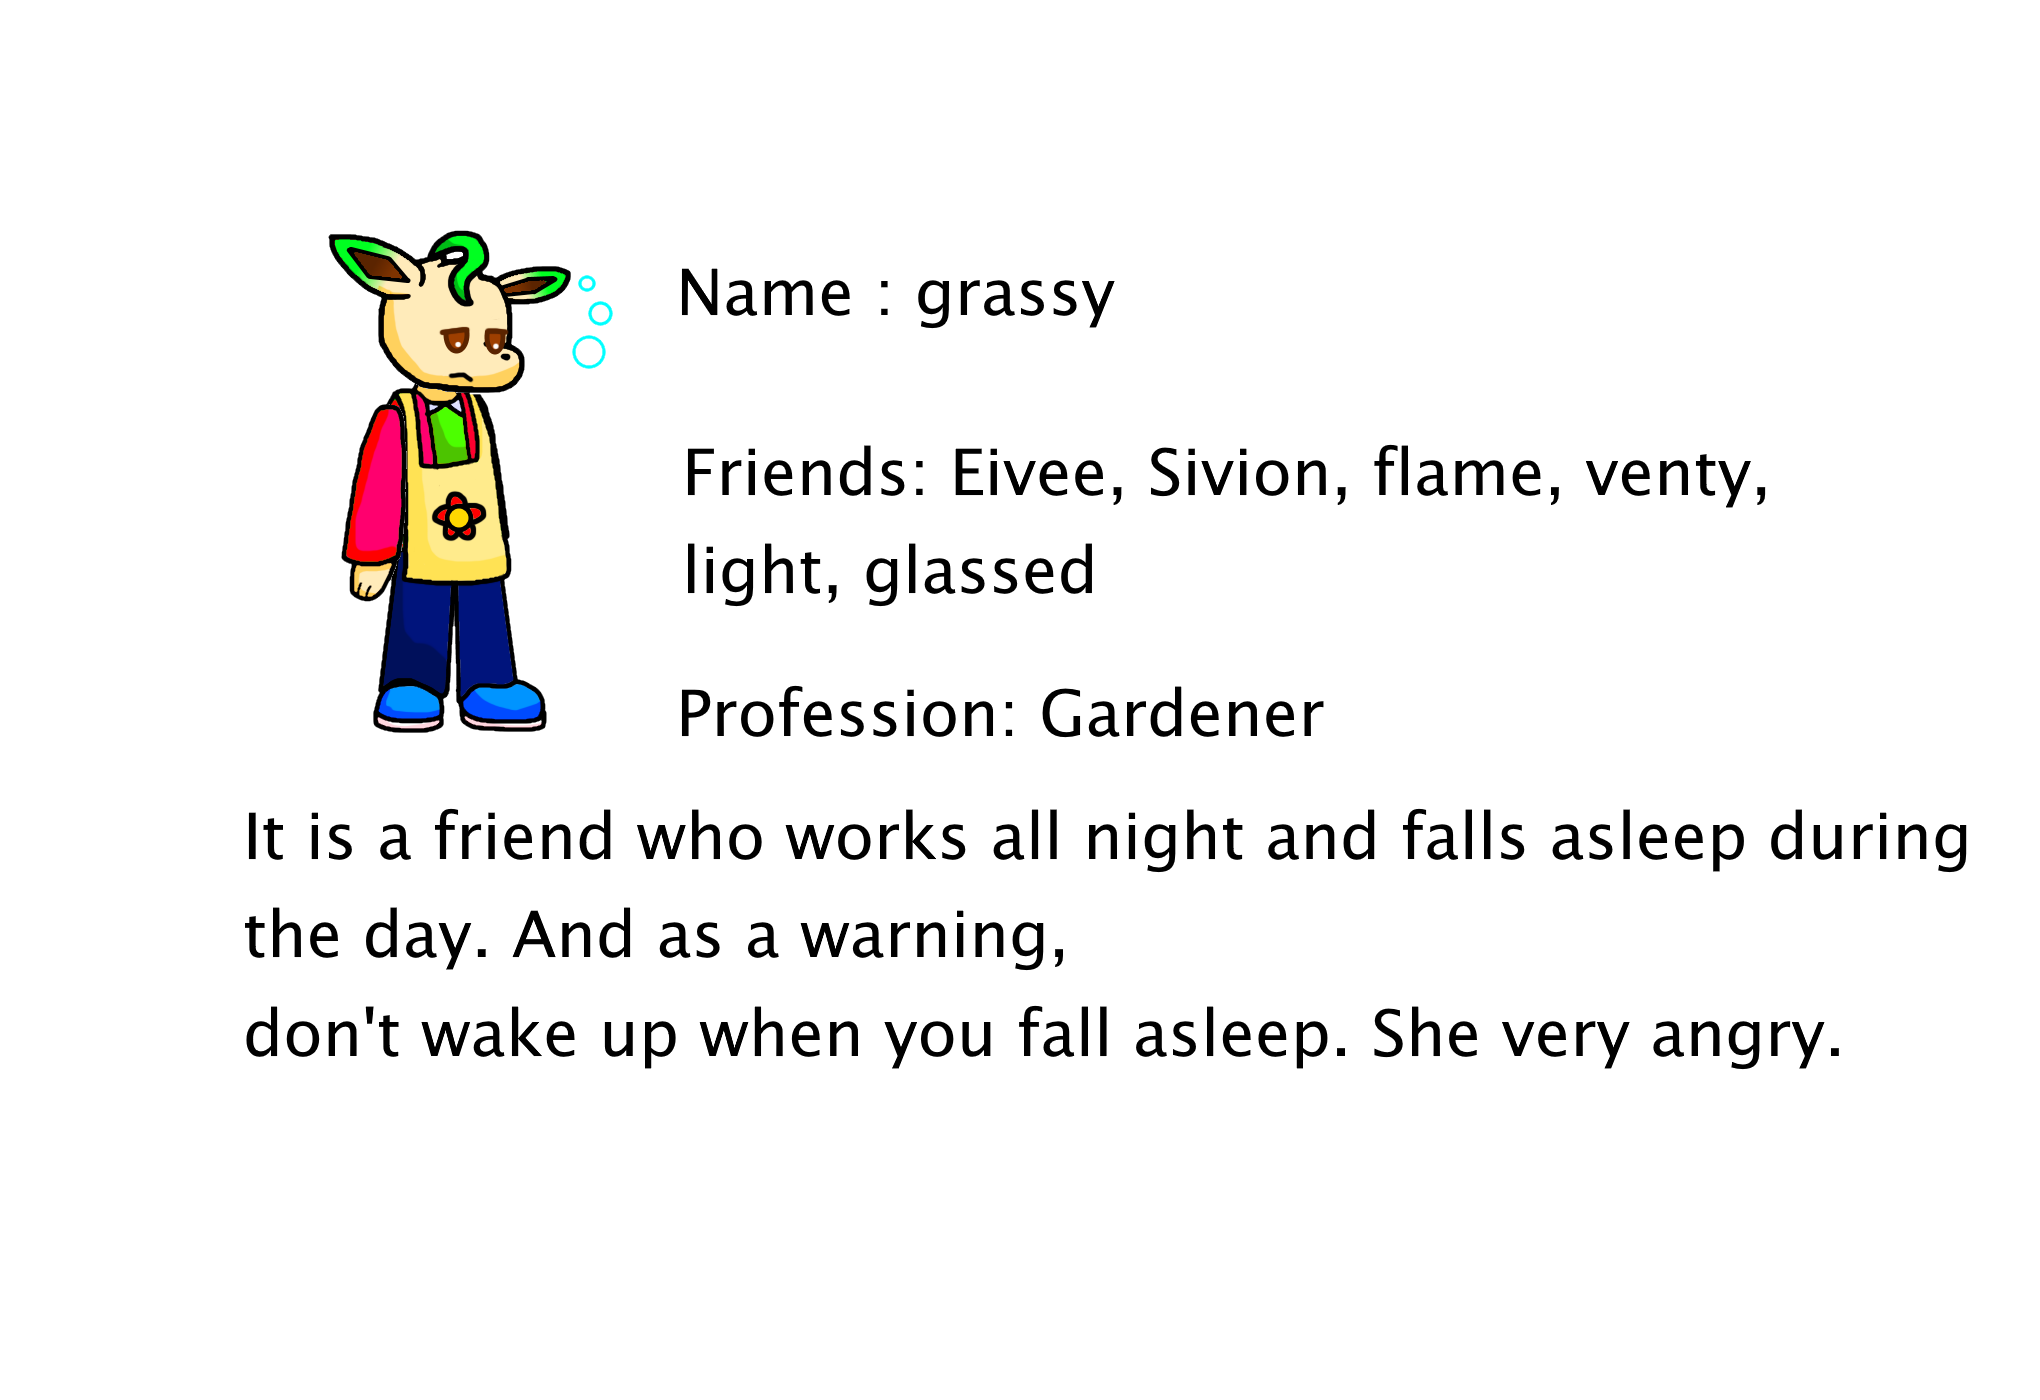 Name : grassy
Friends: Eivee, Sivion, flame, venty,
light, glassed
Profession: Gardener
It is a friend who works all night and falls asleep during
the day. And as a warning,
don't wake up when you fall asleep. She very angry.